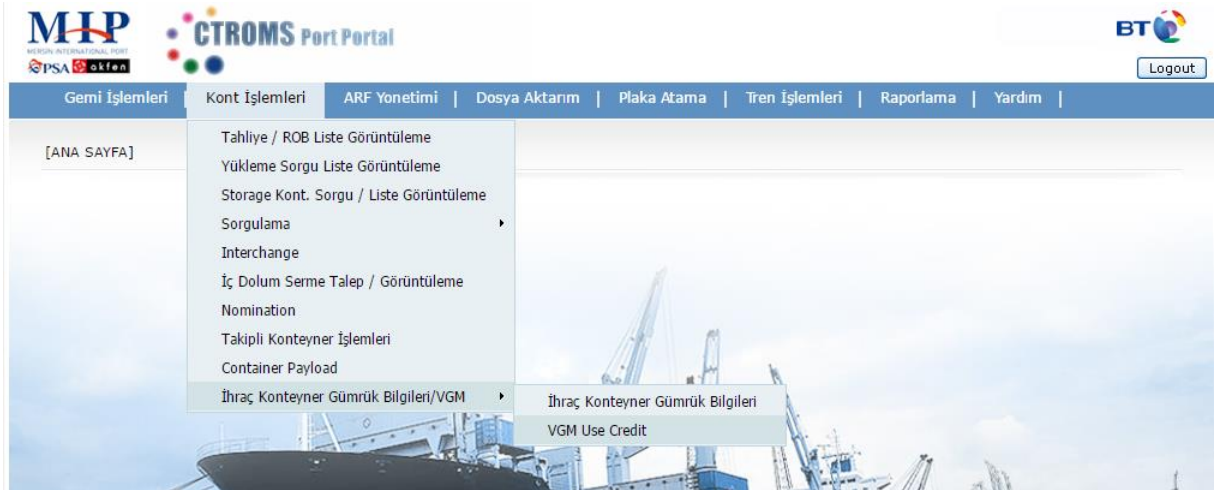 MIP
MERSIN INTERNATIONAL PORT
PSA akfen
CTROMS Port Portal
BT
Logout
Gemi İşlemleri | Kont İşlemleri ARF Yonetimi | Dosya Aktarım | Plaka Atama | Tren İşlemleri | Raporlama | Yardım |
[ANA SAYFA]
Tahliye / ROB Liste Görüntüleme
Yükleme Sorgu Liste Görüntüleme
Storage Kont. Sorgu / Liste Görüntüleme
Sorgulama
Interchange
İç Dolum Serme Talep / Görüntüleme
Nomination
Takipli Konteyner İşlemleri
Container Payload
İhraç Konteyner Gümrük Bilgileri/VGM
İhraç Konteyner Gümrük Bilgileri
VGM Use Credit